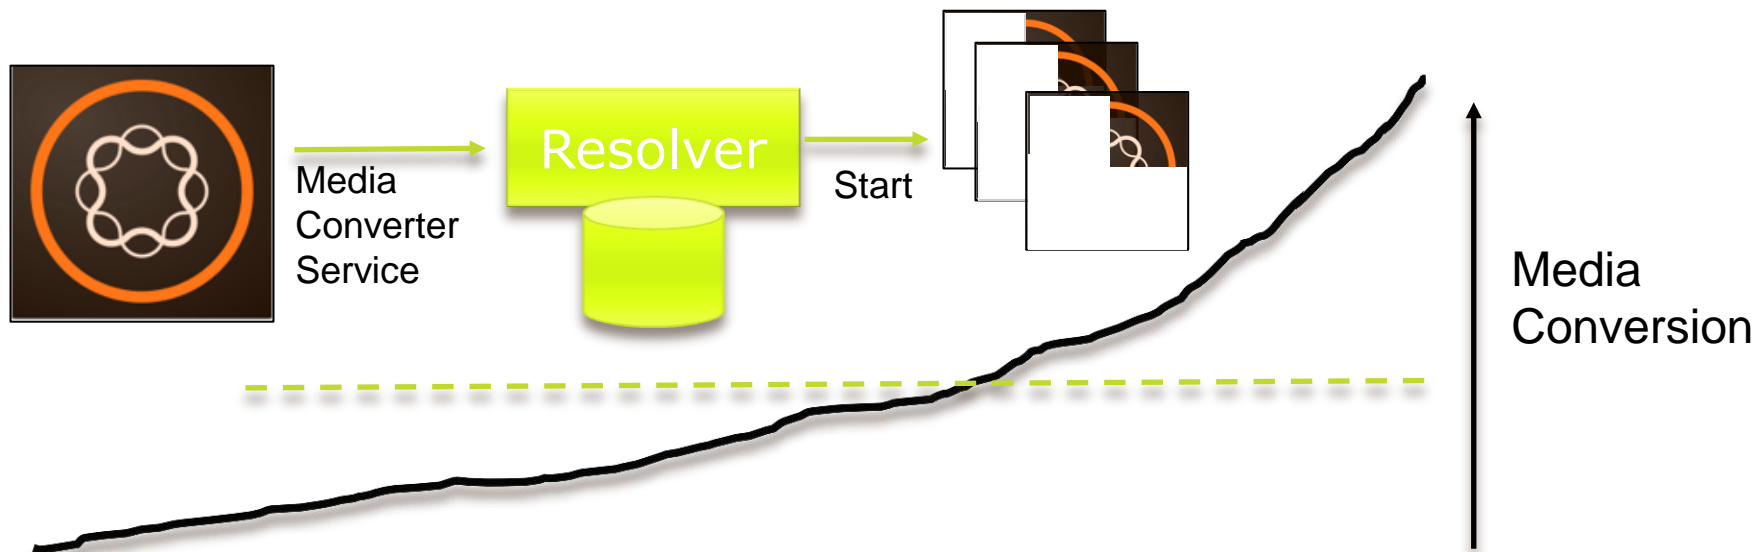 Resolver
Media
Converter
Service
Start
Media
Conversion